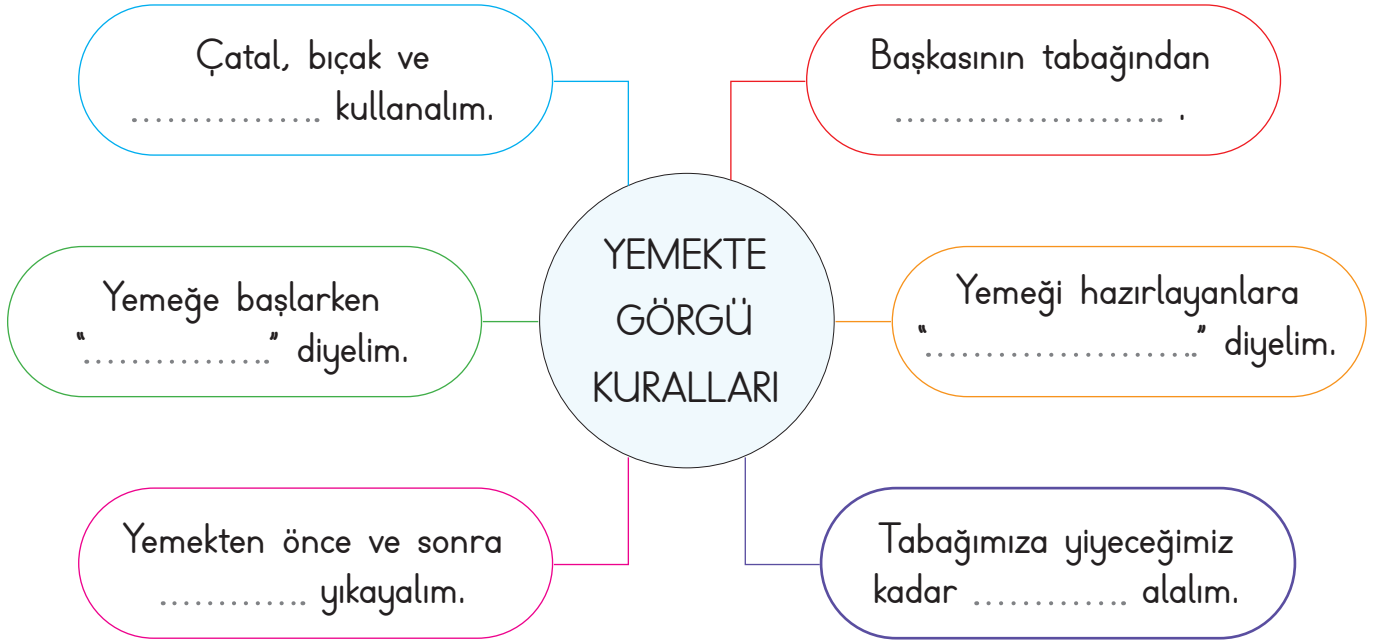 Çatal, bıçak ve
................ kullanalım.
Başkasının tabağından
...................... .
YEMEKTE
GÖRGÜ
KURALLARI
Yemeğe başlarken
“................” diyelim.
Yemeği hazırlayanlara
“.......................” diyelim.
Yemekten önce ve sonra
............. yıkayalım.
Tabağımıza yiyeceğimiz
kadar ............. alalım.